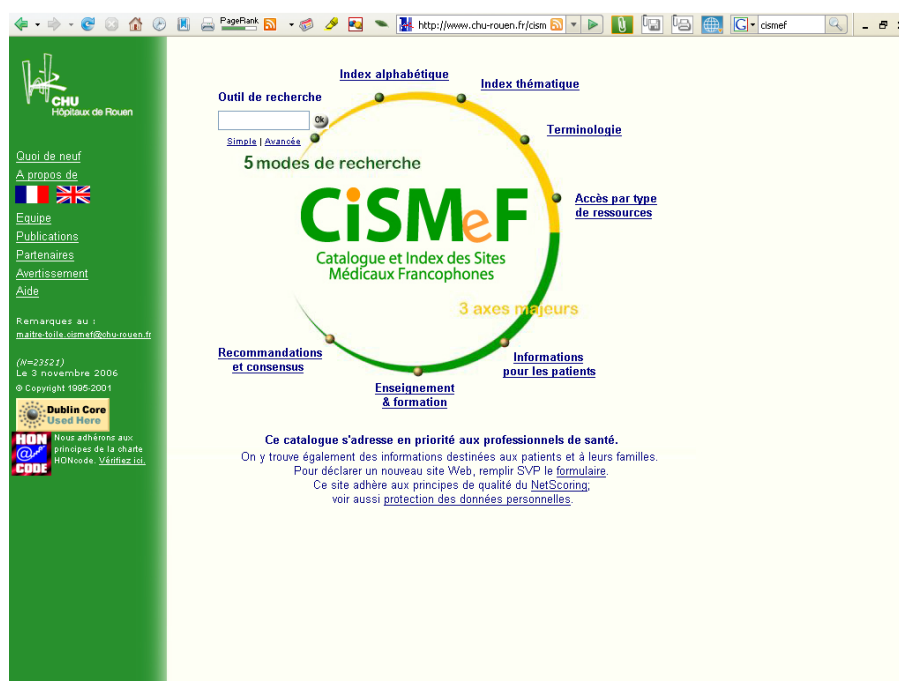 PageRank
http://www.chu-rouen.fr/cism
cismef
CHU
Hôpitaux de Rouen
Quoi de neuf
A propos de
Equipe
Publications
Partenaires
Avertissement
Aide
Remarques au :
maitre-toile.cismef@chu-rouen.fr
(N=23521)
Le 3 novembre 2006
© Copyright 1995-2001
Dublin Core
Used Here
HON
@
CODE
Nous adhérons aux
principes de la charte
HONcode. Vérifiez ici.
Index alphabétique
Index thématique
Outil de recherche
Ok
Simple | Avancée
Terminologie
5 modes de recherche
Accès par type
de ressources
CiSMeF
Catalogue et Index des Sites
Médicaux Francophones
3 axes majeurs
Recommandations
et consensus
Informations
pour les patients
Enseignement
& formation
Ce catalogue s'adresse en priorité aux professionnels de santé.
On y trouve également des informations destinées aux patients et à leurs familles.
Pour déclarer un nouveau site Web, remplir SVP le formulaire.
Ce site adhère aux principes de qualité du NetScoring;
voir aussi protection des données personnelles.